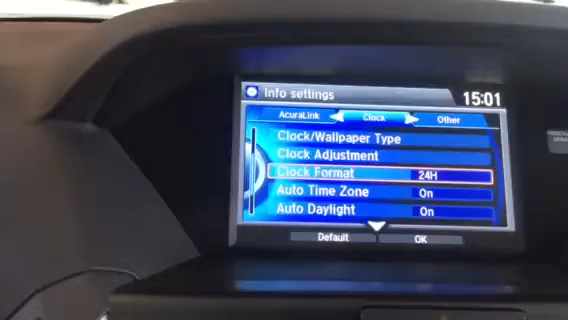 Info settings
15:01
AcuraLink
Clock
Other
Clock/Wallpaper Type
Clock Adjustment
Clock Format 24H
Auto Time Zone On
Auto Daylight On
Default
OK